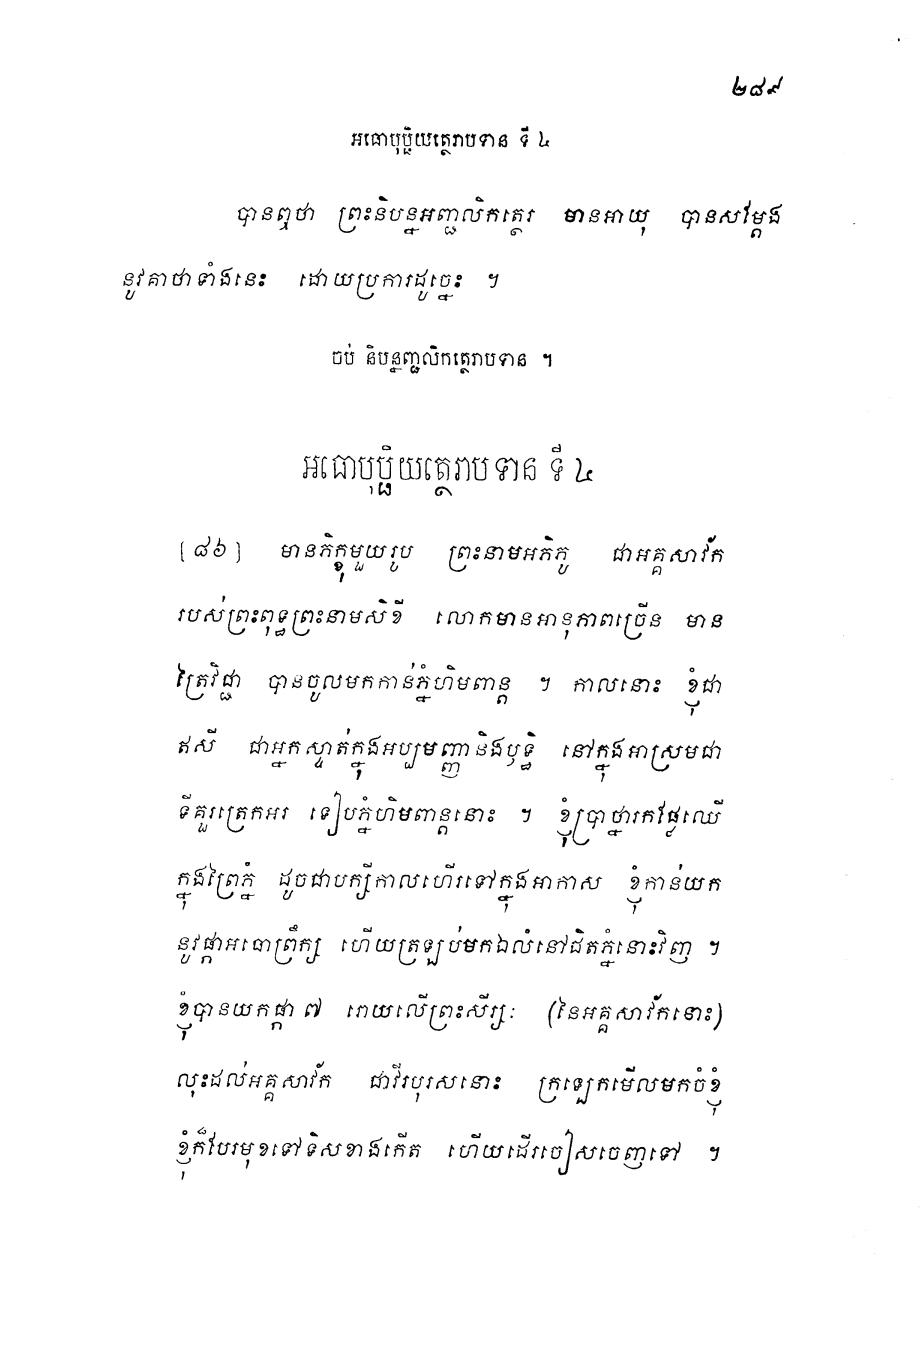 ២៨៩
អធោបុប្ផិយត្ថេរាបទាន ទី ៤
បានឮថា ព្រះនិបន្នអញ្ជលិកត្ថេរ មានអាយុ បានសម្តែង
នូវគាថាទាំងនេះ ដោយប្រការដូច្នេះ ។
ចប់ និបន្នញ្ជលិកត្ថេរាបទាន ។
អធោបុប្ផិយត្ថេរាបទាន ទី ៤
[៨៦] មានភិក្ខុមួយរូប ព្រះនាមអភិភូ ជាអគ្គសាវ័ក
របស់ព្រះពុទ្ធព្រះនាមសិខី លោកមានអានុភាពច្រើន មាន
ត្រៃវិជ្ជា បានចូលមកកាន់ភ្នំហិមពាន្ត ។ កាលនោះ ខ្ញុំជា
ឥសី ជាអ្នកស្ទាត់ក្នុងអប្បមញ្ញានិងឫទ្ធិ នៅក្នុងអាស្រមជា
ទីគួរត្រេកអរ ទៀបភ្នំហិមពាន្តនោះ ។ ខ្ញុំប្រាថ្នារកផ្លែឈើ
ក្នុងព្រៃភ្នំ ដូចជាបក្សីកាលហើរទៅក្នុងអាកាស ខ្ញុំកាន់យក
នូវផ្កាអធោព្រឹក្ស ហើយត្រឡប់មកឯលំនៅជិតភ្នំនោះវិញ ។
ខ្ញុំបានយកផ្កា ៧ រោយលើព្រះសីរ្សៈ (នៃអគ្គសាវ័កនោះ)
លុះដល់អគ្គសាវ័ក ជាវីរបុរសនោះ ក្រឡេកមើលមកចំខ្ញុំ
ខ្ញុំក៏បែរមុខទៅទិសខាងកើត ហើយដើរចៀសចេញទៅ ។